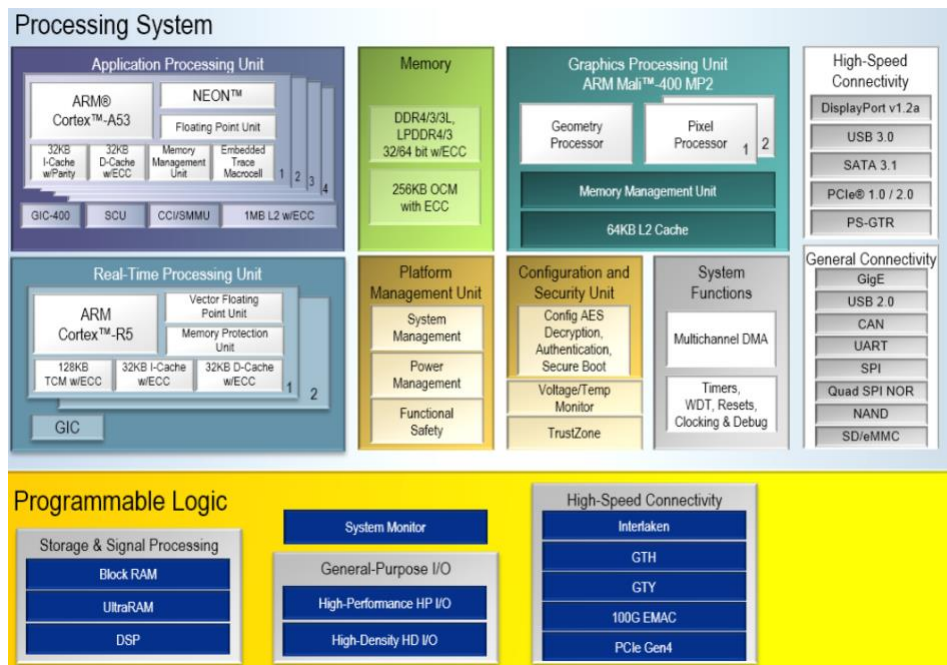 Processing System
Application Processing Unit
ARM®
Cortex™-A53
NEON™
Floating Point Unit
32KB
I-Cache
w/Parity
32KB
D-Cache
w/ECC
Memory
Management
Unit
Embedded
Trace
Macrocell
1
2
3
4
GIC-400
SCU
CCI/SMMU
1MB L2 w/ECC
Memory
DDR4/3/3L,
LPDDR4/3
32/64 bit w/ECC
256KB OCM
with ECC
Graphics Processing Unit
ARM Mali™-400 MP2
Geometry
Processor
Pixel
Processor
1
2
Memory Management Unit
64KB L2 Cache
High-Speed
Connectivity
DisplayPort v1.2a
USB 3.0
SATA 3.1
PCIe® 1.0 / 2.0
PS-GTR
Real-Time Processing Unit
ARM
Cortex™-R5
Vector Floating
Point Unit
Memory Protection
Unit
128KB
TCM w/ECC
32KB I-Cache
w/ECC
32KB D-Cache
w/ECC
1
2
GIC
Platform
Management Unit
System
Management
Power
Management
Functional
Safety
Configuration and
Security Unit
Config AES
Decryption,
Authentication,
Secure Boot
Voltage/Temp
Monitor
TrustZone
System
Functions
Multichannel DMA
Timers,
WDT, Resets,
Clocking & Debug
General Connectivity
GigE
USB 2.0
CAN
UART
SPI
Quad SPI NOR
NAND
SD/eMMC
Programmable Logic
Storage & Signal Processing
Block RAM
UltraRAM
DSP
System Monitor
General-Purpose I/O
High-Performance HP I/O
High-Density HD I/O
High-Speed Connectivity
Interlaken
GTH
GTY
100G EMAC
PCIe Gen4